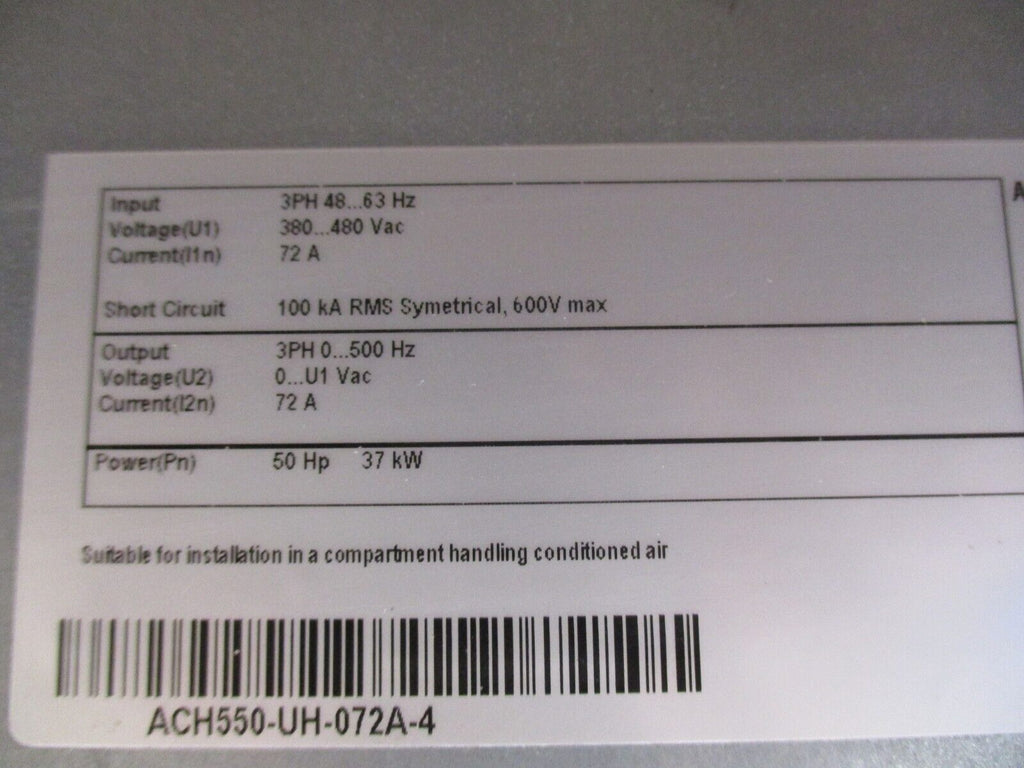 Input 3PH 48...63 Hz
Voltage(U1) 380...480 Vac
Current(I1n) 72 A
Short Circuit 100 kA RMS Symetrical, 600V max
Output 3PH 0...500 Hz
Voltage(U2) 0...U1 Vac
Current(I2n) 72 A
Power(Pn) 50 Hp 37 kW
Suitable for installation in a compartment handling conditioned air
ACH550-UH-072A-4